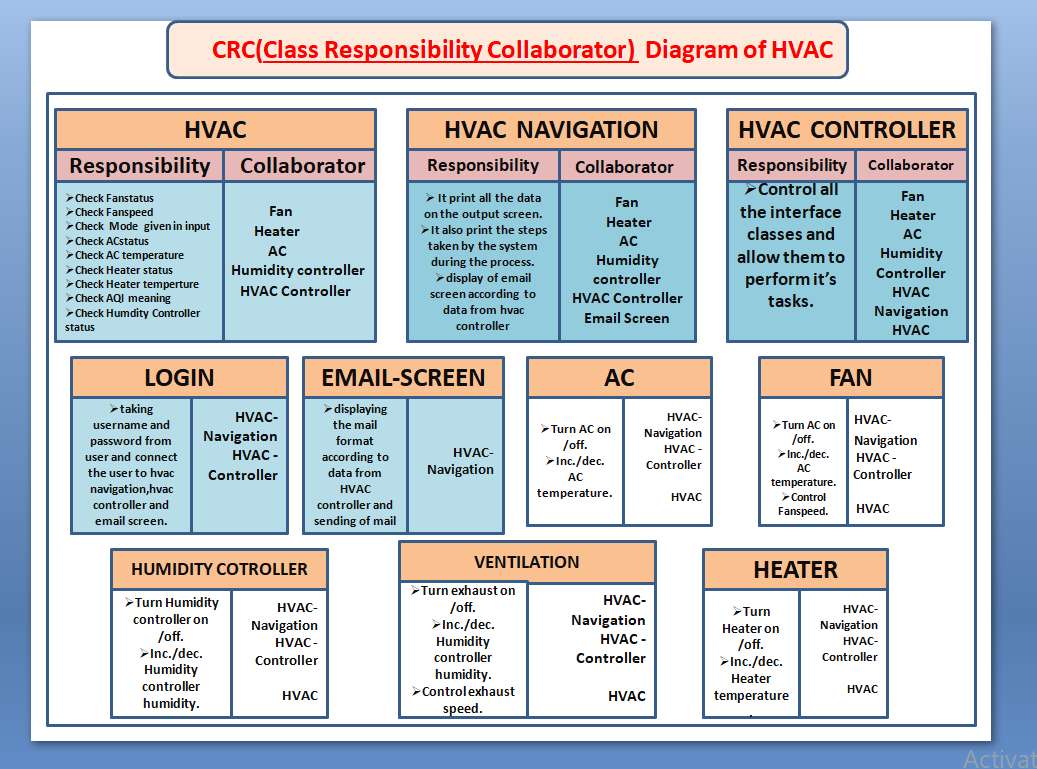 CRC(Class Responsibility Collaborator) Diagram of HVAC
HVAC
Responsibility
Collaborator
➢Check Fanstatus
➢Check Fanspeed
➢Check Mode given in input
➢Check ACstatus
➢Check AC temperature
➢Check Heater status
➢Check Heater temperture
➢Check AQI meaning
➢Check Humdity Controller
status
Fan
Heater
AC
Humidity controller
HVAC Controller
HVAC NAVIGATION
Responsibility
Collaborator
➢ It print all the data
on the output screen.
➢It also print the steps
taken by the system
during the process.
➢display of email
screen according to
data from hvac
controller
Fan
Heater
AC
Humidity
controller
HVAC Controller
Email Screen
HVAC CONTROLLER
Responsibility
Collaborator
➢Control all
the interface
classes and
allow them to
perform it's
tasks.
Fan
Heater
AC
Humidity
Controller
HVAC
Navigation
HVAC
LOGIN
➢taking
username and
password from
user and connect
the user to hvac
navigation,hvac
controller and
email screen.
HVAC-
Navigation
HVAC -
Controller
EMAIL-SCREEN
➢displaying
the mail
format
according to
data from
HVAC
controller and
sending of mail
HVAC-
Navigation
AC
➢Turn AC on
/off.
➢Inc./dec.
AC
temperature.
HVAC-
Navigation
HVAC -
Controller
HVAC
FAN
➢Turn AC on
/off.
➢Inc./dec.
AC
temperature.
➢Control
Fanspeed.
HVAC-
Navigation
HVAC -
Controller
HVAC
HUMIDITY COTROLLER
➢Turn Humidity
controller on
/off.
➢Inc./dec.
Humidity
controller
humidity.
HVAC-
Navigation
HVAC -
Controller
HVAC
VENTILATION
➢Turn exhaust on
/off.
➢Inc./dec.
Humidity
controller
humidity.
➢Control exhaust
speed.
HVAC-
Navigation
HVAC -
Controller
HVAC
HEATER
➢Turn
Heater on
/off.
➢Inc./dec.
Heater
temperature
.
HVAC-
Navigation
HVAC-
Controller
HVAC
Activat